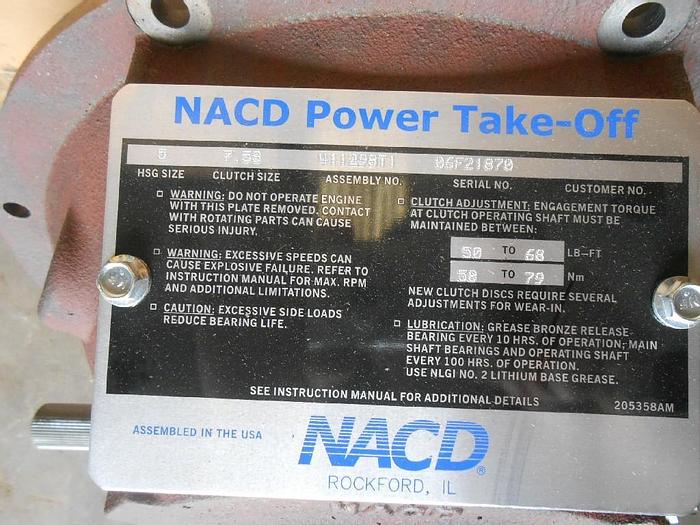 NACD Power Take-Off
5 7.50 911298T1 06F21870
HSG SIZE CLUTCH SIZE ASSEMBLY NO. SERIAL NO. CUSTOMER NO.
WARNING: DO NOT OPERATE ENGINE
WITH THIS PLATE REMOVED. CONTACT
WITH ROTATING PARTS CAN CAUSE
SERIOUS INJURY.
WARNING: EXCESSIVE SPEEDS CAN
CAUSE EXPLOSIVE FAILURE. REFER TO
INSTRUCTION MANUAL FOR MAX. RPM
AND ADDITIONAL LIMITATIONS.
CAUTION: EXCESSIVE SIDE LOADS
REDUCE BEARING LIFE.
CLUTCH ADJUSTMENT: ENGAGEMENT TORQUE
AT CLUTCH OPERATING SHAFT MUST BE
MAINTAINED BETWEEN:
50 TO 68 LB-FT
58 TO 79 Nm
NEW CLUTCH DISCS REQUIRE SEVERAL
ADJUSTMENTS FOR WEAR-IN.
LUBRICATION: GREASE BRONZE RELEASE
BEARING EVERY 10 HRS. OF OPERATION; MAIN
SHAFT BEARINGS AND OPERATING SHAFT
EVERY 100 HRS. OF OPERATION.
USE NLGI NO. 2 LITHIUM BASE GREASE.
SEE INSTRUCTION MANUAL FOR ADDITIONAL DETAILS
205358AM
ASSEMBLED IN THE USA
NACD®
ROCKFORD, IL